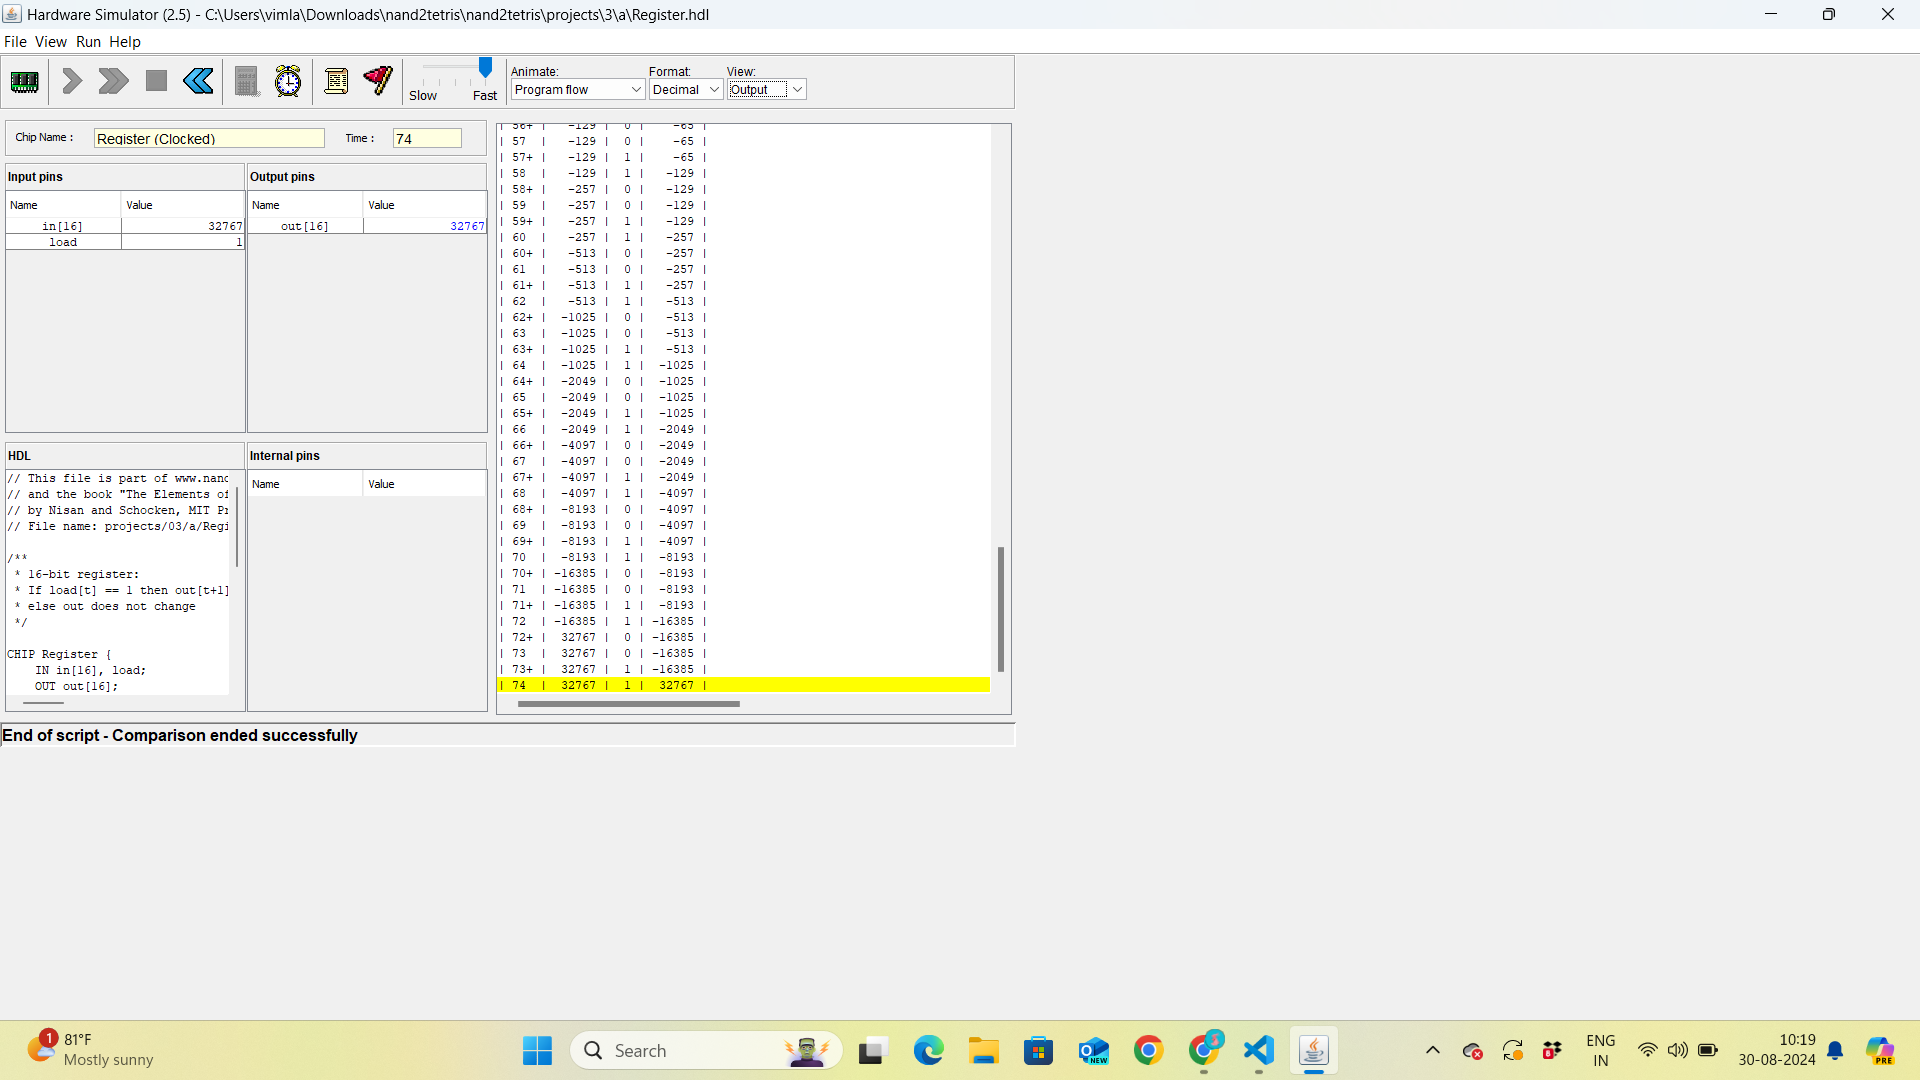 Hardware Simulator (2.5) - C:\Users\vimla\Downloads\nand2tetris\nand2tetris\projects\3\a\Register.hdl
File View Run Help
Slow Fast
Animate: Format: View:
Program flow Decimal Output
Chip Name : Register (Clocked) Time : 74
Input pins
Name Value
in[16] 32767
load 1
Output pins
Name Value
out[16] 32767
HDL
// This file is part of www.nand
// and the book "The Elements of
// by Nisan and Schocken, MIT Pr
// File name: projects/03/a/Regi
/**
* 16-bit register:
* If load[t] == 1 then out[t+1]
* else out does not change
*/
CHIP Register {
IN in[16], load;
OUT out[16];
Internal pins
Name Value
| 56+ | -129 | 0 | -65 |
| 57 | -129 | 0 | -65 |
| 57+ | -129 | 1 | -65 |
| 58 | -129 | 1 | -129 |
| 58+ | -257 | 0 | -129 |
| 59 | -257 | 0 | -129 |
| 59+ | -257 | 1 | -129 |
| 60 | -257 | 1 | -257 |
| 60+ | -513 | 0 | -257 |
| 61 | -513 | 0 | -257 |
| 61+ | -513 | 1 | -257 |
| 62 | -513 | 1 | -513 |
| 62+ | -1025 | 0 | -513 |
| 63 | -1025 | 0 | -513 |
| 63+ | -1025 | 1 | -513 |
| 64 | -1025 | 1 | -1025 |
| 64+ | -2049 | 0 | -1025 |
| 65 | -2049 | 0 | -1025 |
| 65+ | -2049 | 1 | -1025 |
| 66 | -2049 | 1 | -2049 |
| 66+ | -4097 | 0 | -2049 |
| 67 | -4097 | 0 | -2049 |
| 67+ | -4097 | 1 | -2049 |
| 68 | -4097 | 1 | -4097 |
| 68+ | -8193 | 0 | -4097 |
| 69 | -8193 | 0 | -4097 |
| 69+ | -8193 | 1 | -4097 |
| 70 | -8193 | 1 | -8193 |
| 70+ | -16385 | 0 | -8193 |
| 71 | -16385 | 0 | -8193 |
| 71+ | -16385 | 1 | -8193 |
| 72 | -16385 | 1 | -16385 |
| 72+ | 32767 | 0 | -16385 |
| 73 | 32767 | 0 | -16385 |
| 73+ | 32767 | 1 | -16385 |
| 74 | 32767 | 1 | 32767 |
End of script - Comparison ended successfully
1
81°F
Mostly sunny
Search
NEW
ENG
IN
10:19
30-08-2024
PRE